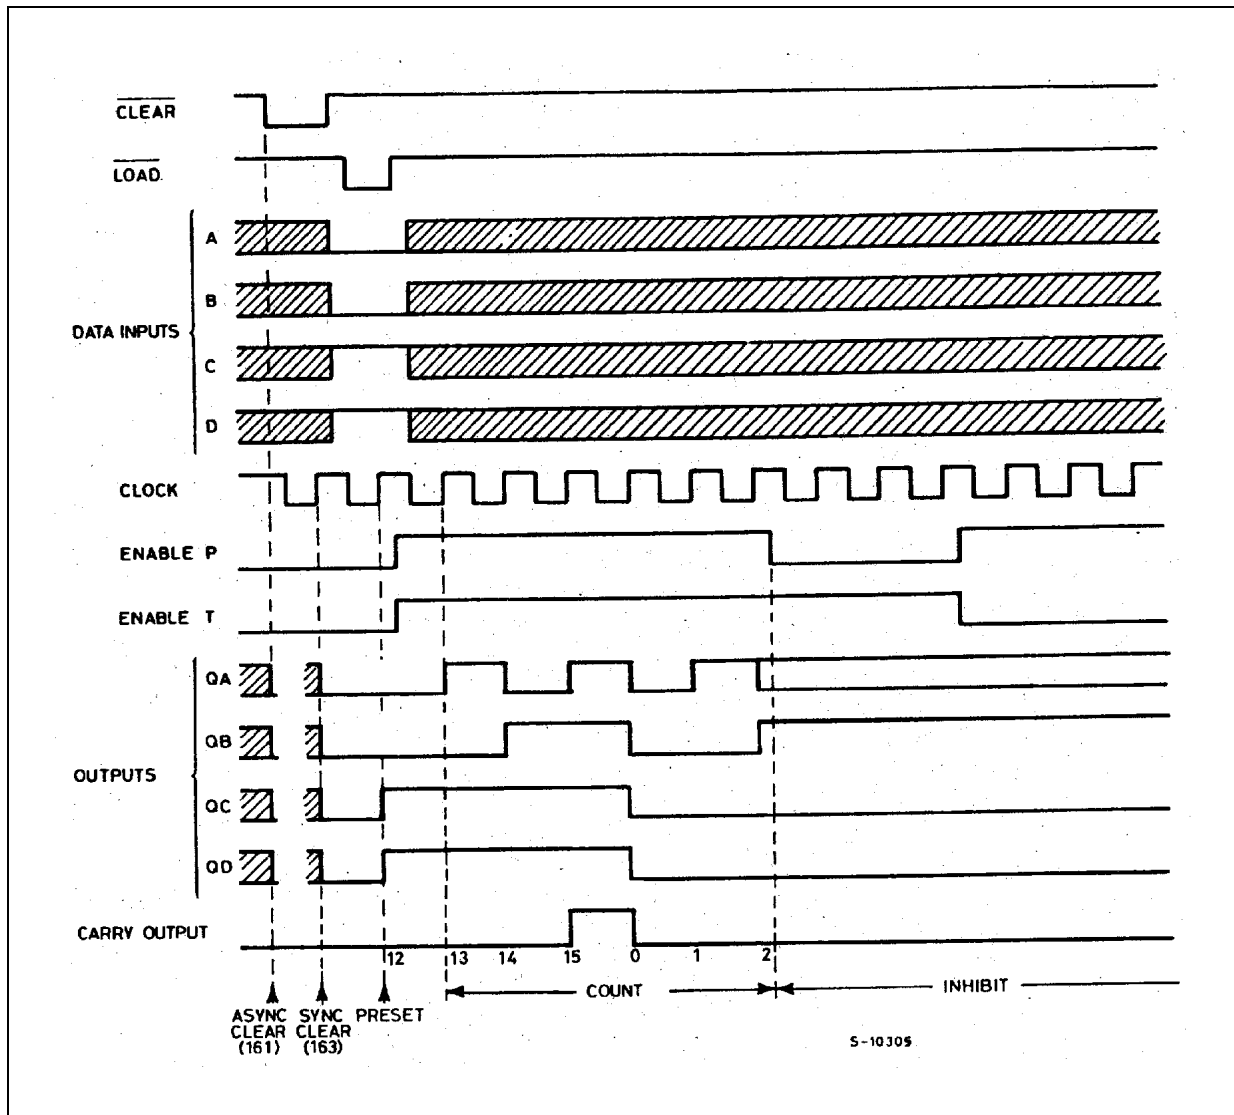 CLEAR
LOAD
A
B
DATA INPUTS
C
D
CLOCK
ENABLE P
ENABLE T
QA
QB
OUTPUTS
QC
QD
CARRY OUTPUT
12 13 14 15 0 1 2
COUNT INHIBIT
ASYNC CLEAR (161)
SYNC CLEAR (163)
PRESET
S-10305